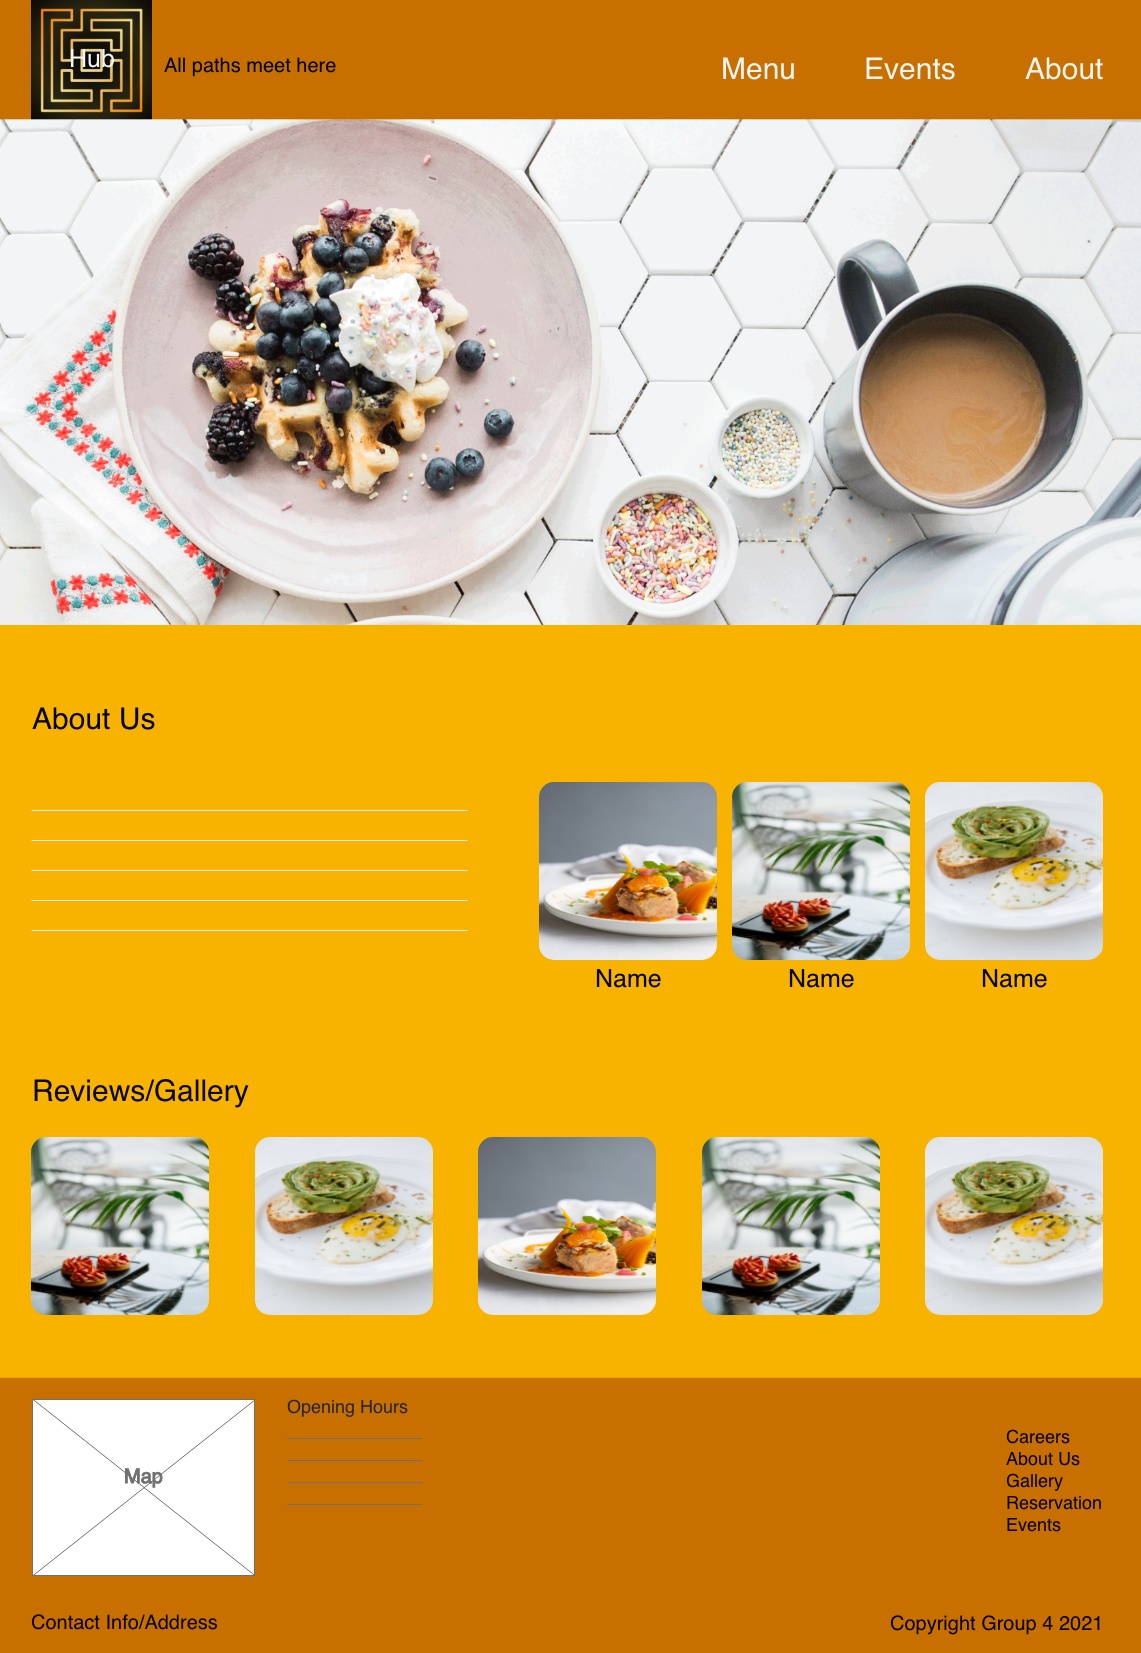 Hub
All paths meet here
Menu
Events
About
About Us
Name
Name
Name
Reviews/Gallery
Map
Opening Hours
Careers
About Us
Gallery
Reservation
Events
Contact Info/Address
Copyright Group 4 2021